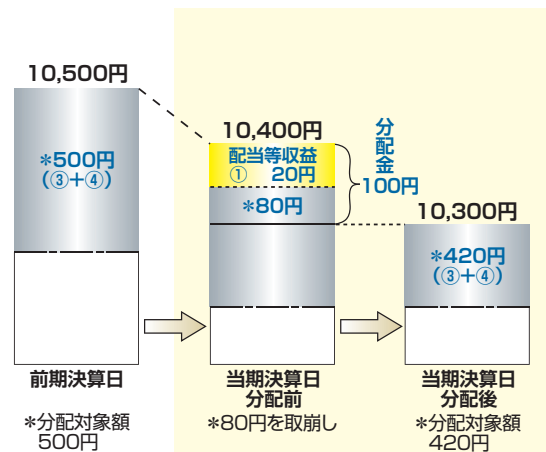 10,500円
*500円
(③+④)
前期決算日
*分配対象額
500円
10,400円
配当等収益
① 20円
*80円
分配金
100円
当期決算日
分配前
*80円を取崩し
10,300円
*420円
(③+④)
当期決算日
分配後
*分配対象額
420円